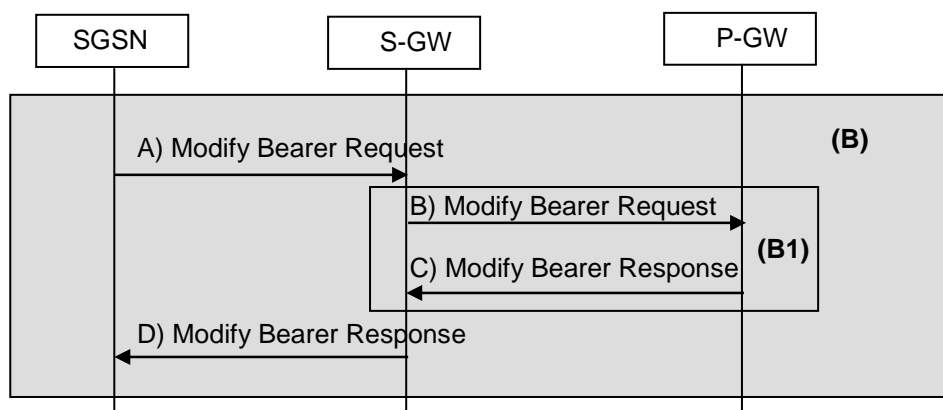 SGSN
S-GW
P-GW
(B)
A) Modify Bearer Request
B) Modify Bearer Request
(B1)
C) Modify Bearer Response
D) Modify Bearer Response